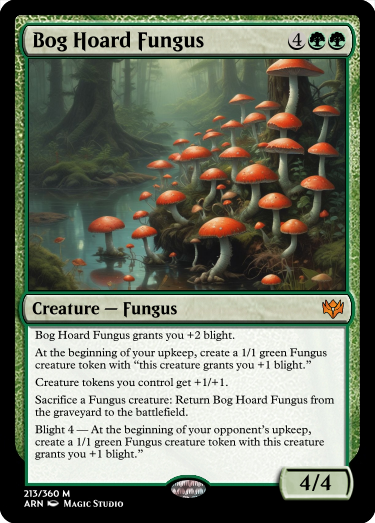 Bog Hoard Fungus 4
Creature — Fungus
Bog Hoard Fungus grants you +2 blight.
At the beginning of your upkeep, create a 1/1 green Fungus
creature token with “this creature grants you +1 blight.”
Creature tokens you control get +1/+1.
Sacrifice a Fungus creature: Return Bog Hoard Fungus from
the graveyard to the battlefield.
Blight 4 — At the beginning of your opponent's upkeep,
create a 1/1 green Fungus creature token with this creature
grants you +1 blight.”
4/4
213/360 M
ARN Magic Studio